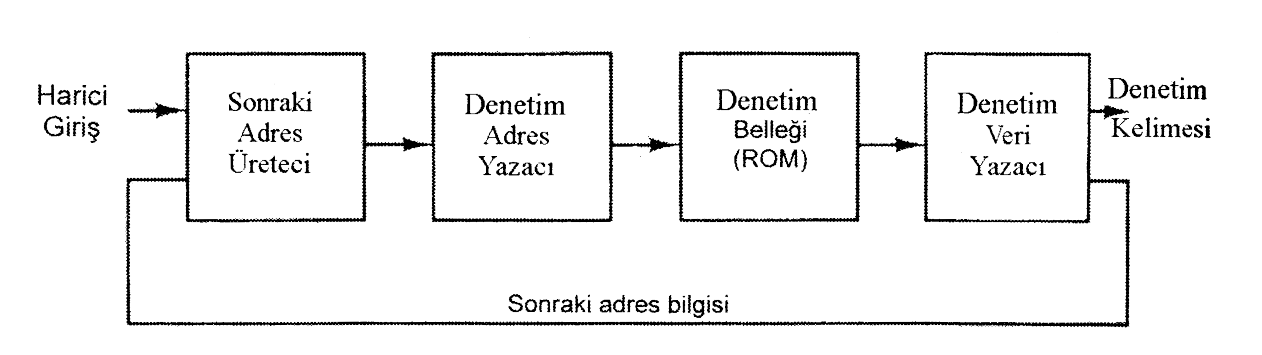 Harici
Giriş
Sonraki
Adres
Üreteci
Denetim
Adres
Yazacı
Denetim
Belleği
(ROM)
Denetim
Veri
Yazacı
Denetim
Kelimesi
Sonraki adres bilgisi